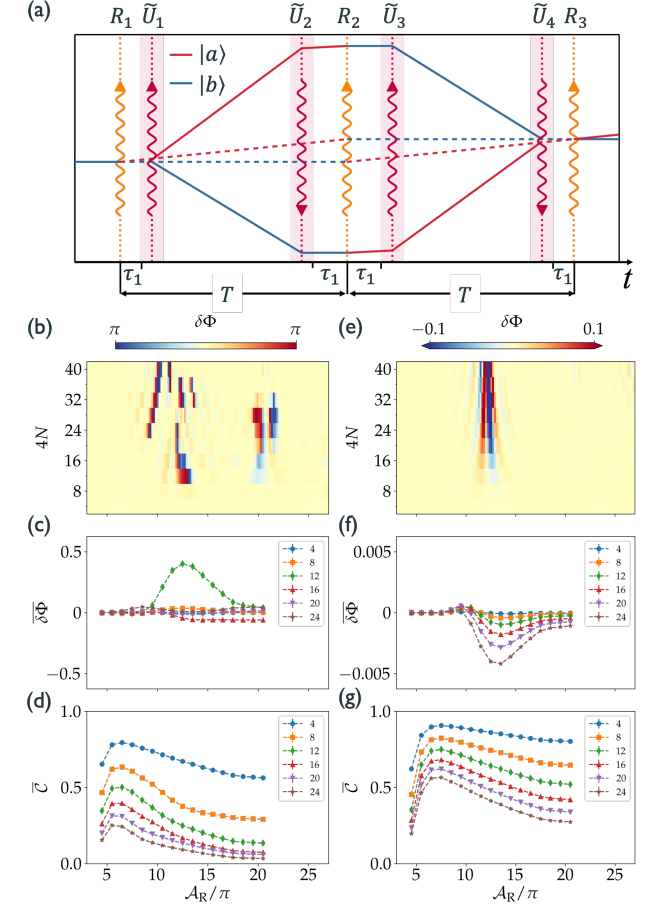 (a)
R₁ Ũ₁ Ũ₂ R₂ Ũ₃ Ũ₄ R₃
|a⟩
|b⟩
τ₁ τ₁ τ₁ τ₁ t
T T
(b) δΦ (e) δΦ
π π −0.1 0.1
40 40
32 32
4N 24 4N 24
16 16
8 8
(c) (f)
0.5 0.005
δΦ̅ 0.0 δΦ̅ 0.000
−0.5 −0.005
4 4
8 8
12 12
16 16
20 20
24 24
(d) (g)
1.0 1.0
C̅ 0.5 C̅ 0.5
0.0 0.0
4 4
8 8
12 12
16 16
20 20
24 24
5 10 15 20 25 5 10 15 20 25
𝒜_R/π 𝒜_R/π